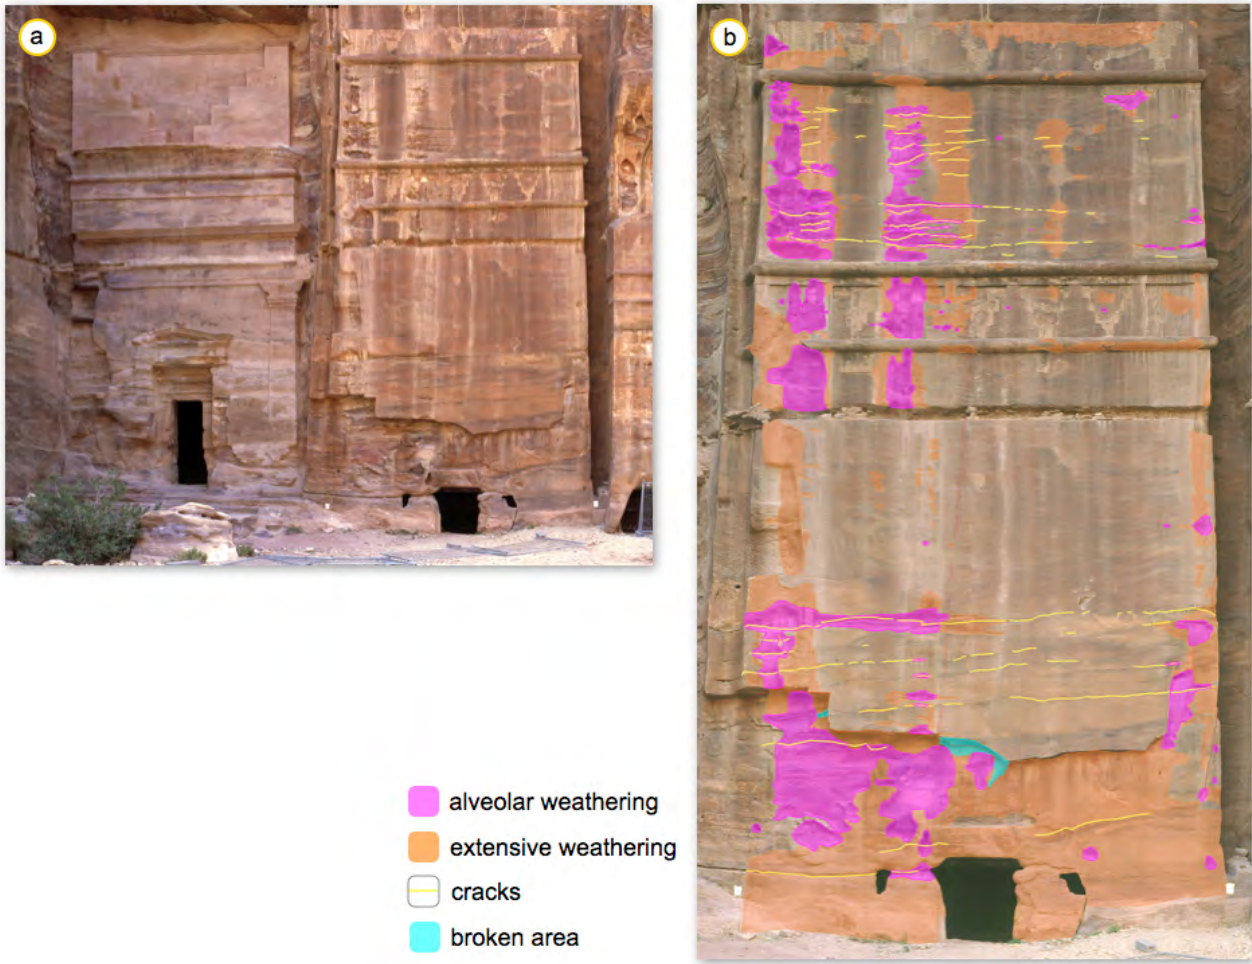 a
b
alveolar weathering
extensive weathering
cracks
broken area